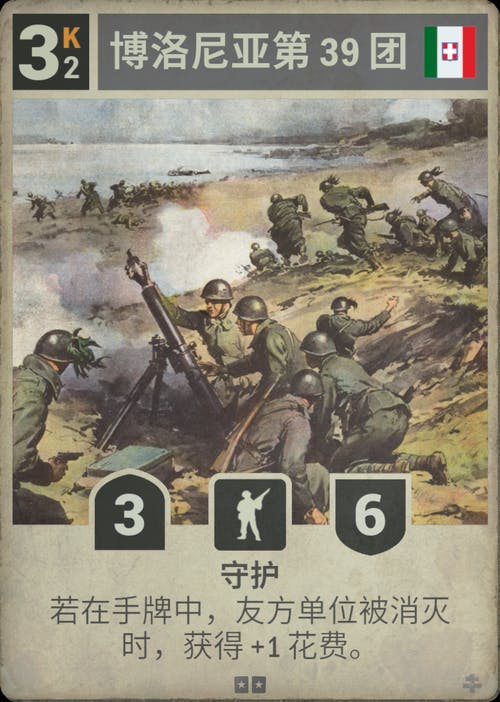 3 K 2
博洛尼亚第 39 团
3
6
守护
若在手牌中，友方单位被消灭
时，获得 +1 花费。